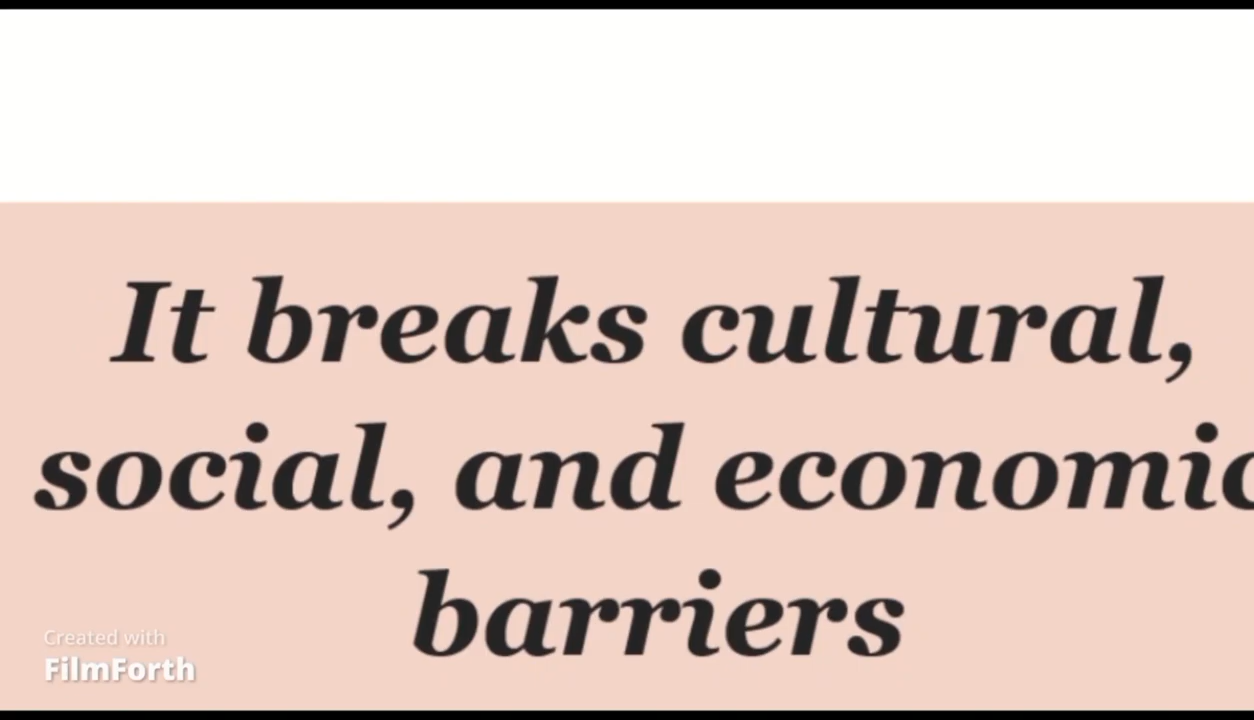 It breaks cultural,
social, and economic
barriers
Created with
FilmForth